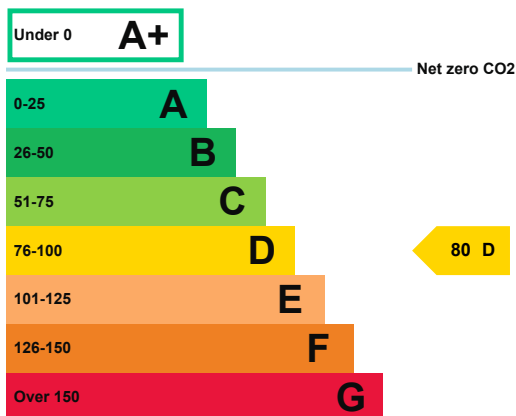 Under 0 A+
Net zero CO2
0-25 A
26-50 B
51-75 C
76-100 D
80 D
101-125 E
126-150 F
Over 150 G